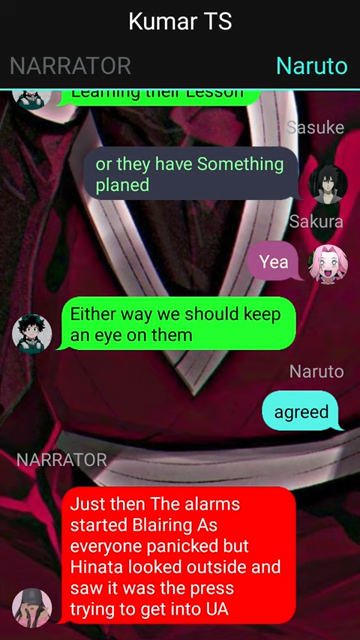 Kumar TS
NARRATOR
Naruto
Learning their Lesson
Sasuke
or they have Something
planed
Sakura
Yea
Either way we should keep
an eye on them
Naruto
agreed
NARRATOR
Just then The alarms
started Blairing As
everyone panicked but
Hinata looked outside and
saw it was the press
trying to get into UA